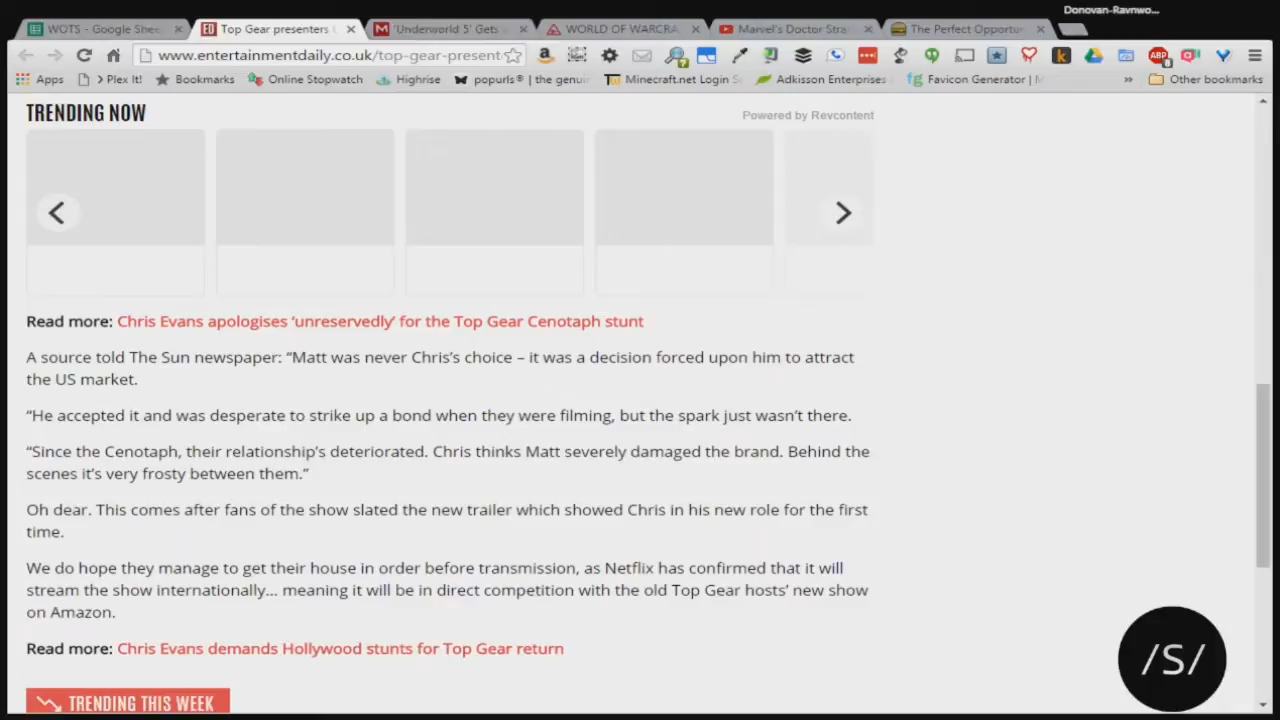 Donovan-Ravnwo...
WOTS - Google Shee
Top Gear presenters
'Underworld 5' Gets
WORLD OF WARCRA
Marvel's Doctor Stra
The Perfect Opportu
www.entertainmentdaily.co.uk/top-gear-present
Apps
> Plex It!
Bookmarks
Online Stopwatch
Highrise
popurls® | the genuin
Minecraft.net Login S
Adkisson Enterprises
Favicon Generator |
»
Other bookmarks
TRENDING NOW
Powered by Revcontent
Read more: Chris Evans apologises ‘unreservedly’ for the Top Gear Cenotaph stunt
A source told The Sun newspaper: “Matt was never Chris’s choice – it was a decision forced upon him to attract
the US market.
“He accepted it and was desperate to strike up a bond when they were filming, but the spark just wasn’t there.
“Since the Cenotaph, their relationship’s deteriorated. Chris thinks Matt severely damaged the brand. Behind the
scenes it’s very frosty between them.”
Oh dear. This comes after fans of the show slated the new trailer which showed Chris in his new role for the first
time.
We do hope they manage to get their house in order before transmission, as Netflix has confirmed that it will
stream the show internationally… meaning it will be in direct competition with the old Top Gear hosts’ new show
on Amazon.
Read more: Chris Evans demands Hollywood stunts for Top Gear return
/S/
TRENDING THIS WEEK